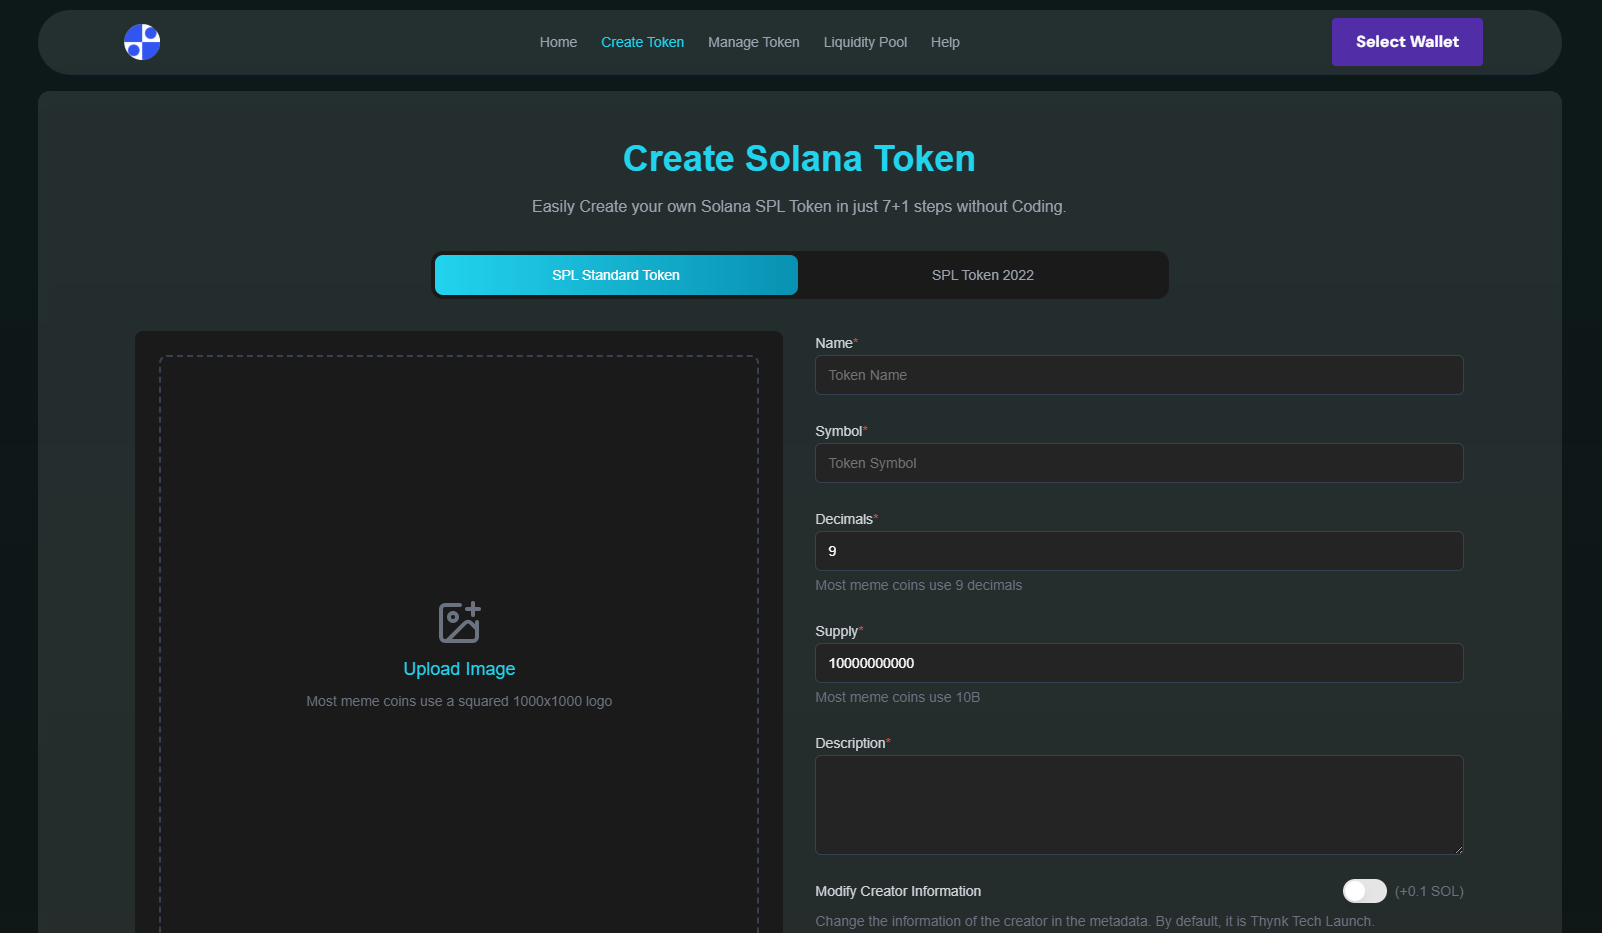 Home
Create Token
Manage Token
Liquidity Pool
Help
Select Wallet
Create Solana Token
Easily Create your own Solana SPL Token in just 7+1 steps without Coding.
SPL Standard Token
SPL Token 2022
Upload Image
Most meme coins use a squared 1000x1000 logo
Name*
Token Name
Symbol*
Token Symbol
Decimals*
9
Most meme coins use 9 decimals
Supply*
10000000000
Most meme coins use 10B
Description*
Modify Creator Information
(+0.1 SOL)
Change the information of the creator in the metadata. By default, it is Thynk Tech Launch.